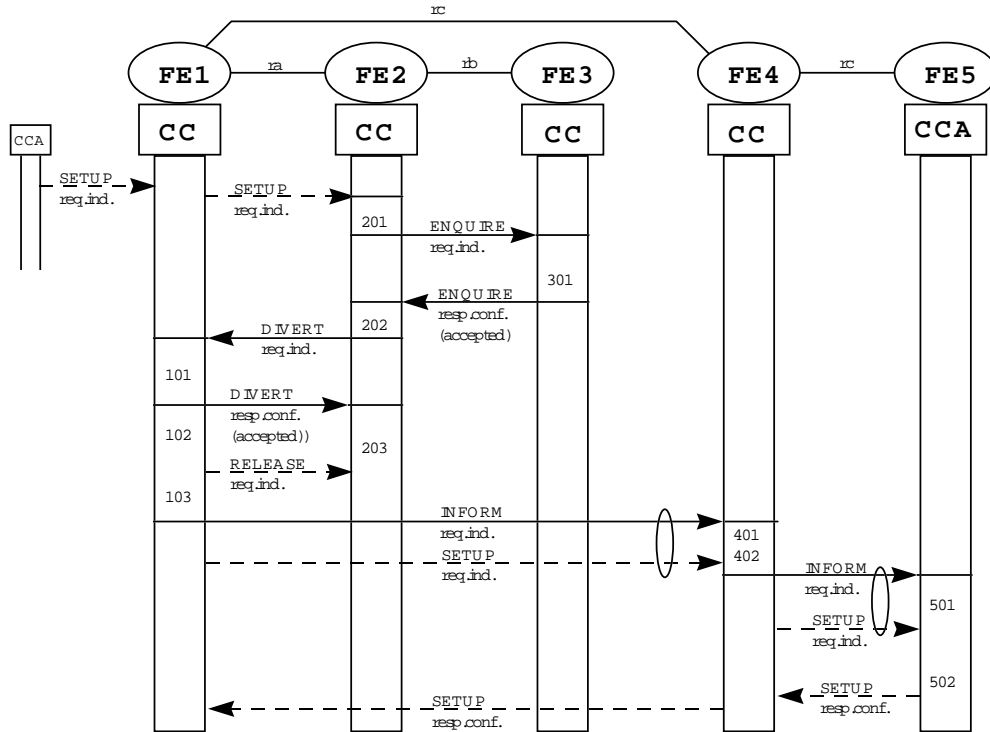 rc
FE1
ra
FE2
rb
FE3
FE4
rc
FE5
CCA
CC
CC
CC
CC
CCA
SETUP
req.ind.
SETUP
req.ind.
201
ENQUIRE
req.ind.
301
ENQUIRE
resp.conf.
(accepted)
202
DIVERT
req.ind.
101
DIVERT
resp.conf.
(accepted))
102
203
RELEASE
req.ind.
103
INFORM
req.ind.
401
402
SETUP
req.ind.
INFORM
req.ind.
501
SETUP
req.ind.
502
SETUP
resp.conf.
SETUP
resp.conf.